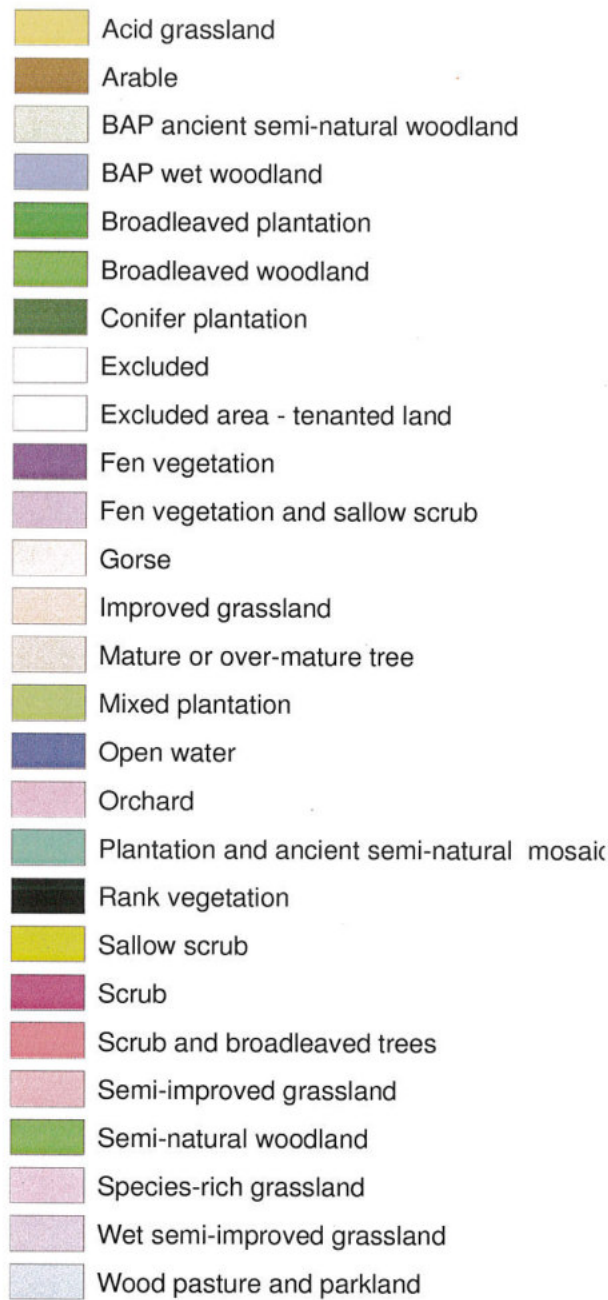 Acid grassland
Arable
BAP ancient semi-natural woodland
BAP wet woodland
Broadleaved plantation
Broadleaved woodland
Conifer plantation
Excluded
Excluded area - tenanted land
Fen vegetation
Fen vegetation and sallow scrub
Gorse
Improved grassland
Mature or over-mature tree
Mixed plantation
Open water
Orchard
Plantation and ancient semi-natural mosaic
Rank vegetation
Sallow scrub
Scrub
Scrub and broadleaved trees
Semi-improved grassland
Semi-natural woodland
Species-rich grassland
Wet semi-improved grassland
Wood pasture and parkland